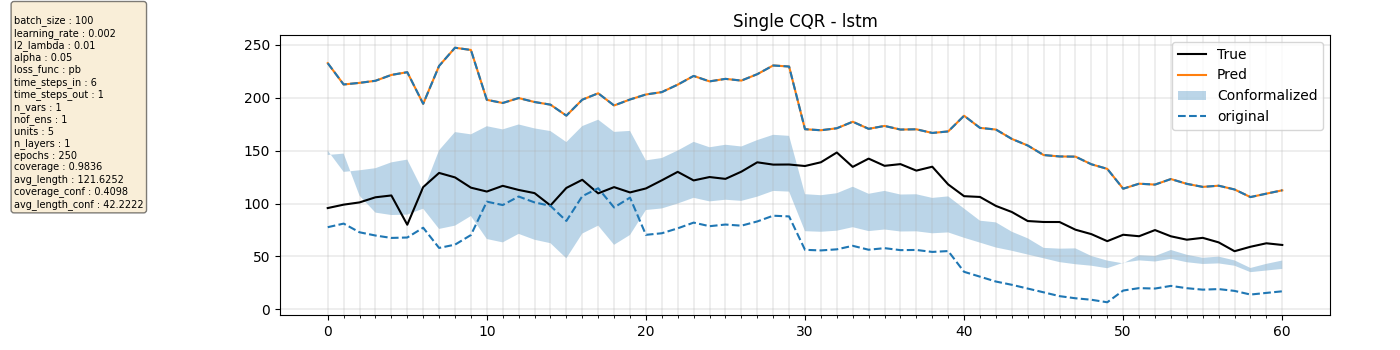 batch_size : 100
learning_rate : 0.002
l2_lambda : 0.01
alpha : 0.05
loss_func : pb
time_steps_in : 6
time_steps_out : 1
n_vars : 1
nof_ens : 1
units : 5
n_layers : 1
epochs : 250
coverage : 0.9836
avg_length : 121.6252
coverage_conf : 0.4098
avg_length_conf : 42.2222
Single CQR - lstm
250
200
150
100
50
0
0 10 20 30 40 50 60
True
Pred
Conformalized
original